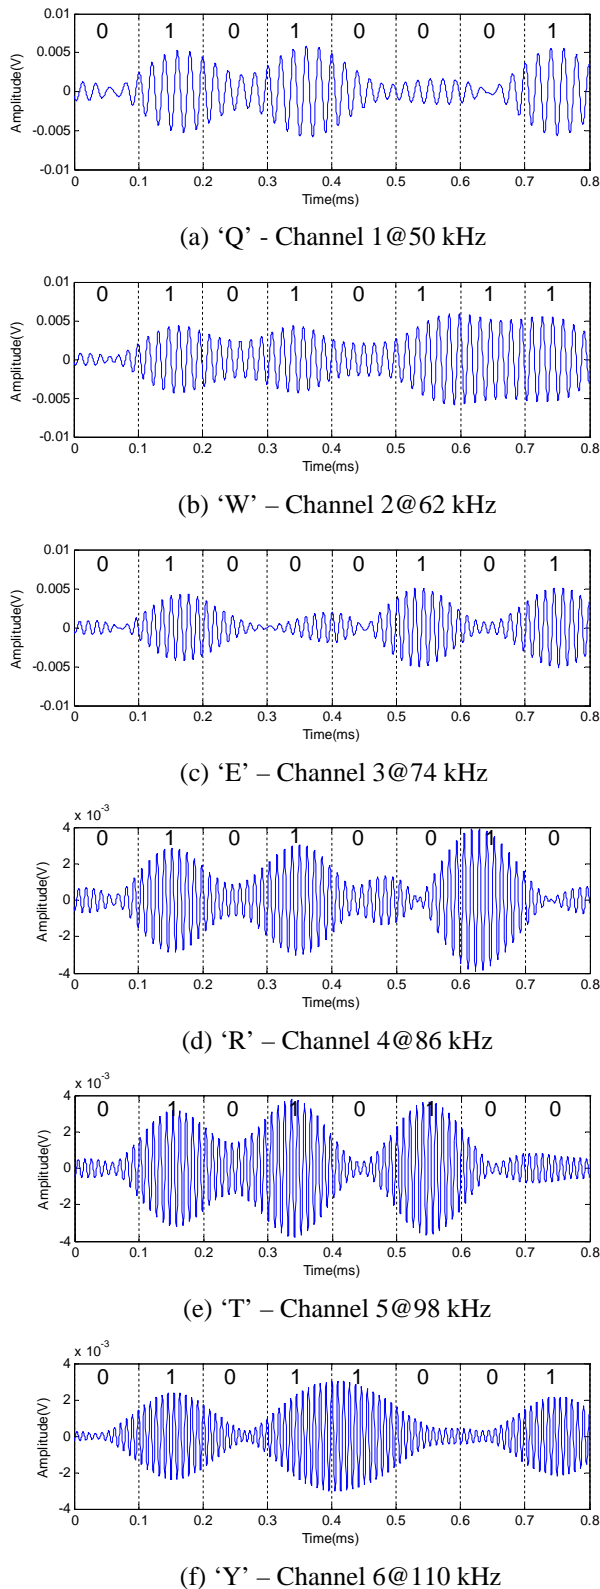 0 1 0 1 0 0 0 1
0.01
0.005
0
-0.005
-0.01
Amplitude(V)
0 0.1 0.2 0.3 0.4 0.5 0.6 0.7 0.8
Time(ms)
(a) ‘Q’ - Channel 1@50 kHz
0 1 0 1 0 1 1 1
0.01
0.005
0
-0.005
-0.01
Amplitude(V)
0 0.1 0.2 0.3 0.4 0.5 0.6 0.7 0.8
Time(ms)
(b) ‘W’ – Channel 2@62 kHz
0 1 0 0 0 1 0 1
0.01
0.005
0
-0.005
-0.01
Amplitude(V)
0 0.1 0.2 0.3 0.4 0.5 0.6 0.7 0.8
Time(ms)
(c) ‘E’ – Channel 3@74 kHz
x 10⁻³
0 1 0 1 0 0 1 0
4
2
0
-2
-4
Amplitude(V)
0 0.1 0.2 0.3 0.4 0.5 0.6 0.7 0.8
Time(ms)
(d) ‘R’ – Channel 4@86 kHz
x 10⁻³
0 1 0 1 0 1 0 0
4
2
0
-2
-4
Amplitude(V)
0 0.1 0.2 0.3 0.4 0.5 0.6 0.7 0.8
Time(ms)
(e) ‘T’ – Channel 5@98 kHz
x 10⁻³
0 1 0 1 1 0 0 1
4
2
0
-2
-4
Amplitude(V)
0 0.1 0.2 0.3 0.4 0.5 0.6 0.7 0.8
Time(ms)
(f) ‘Y’ – Channel 6@110 kHz